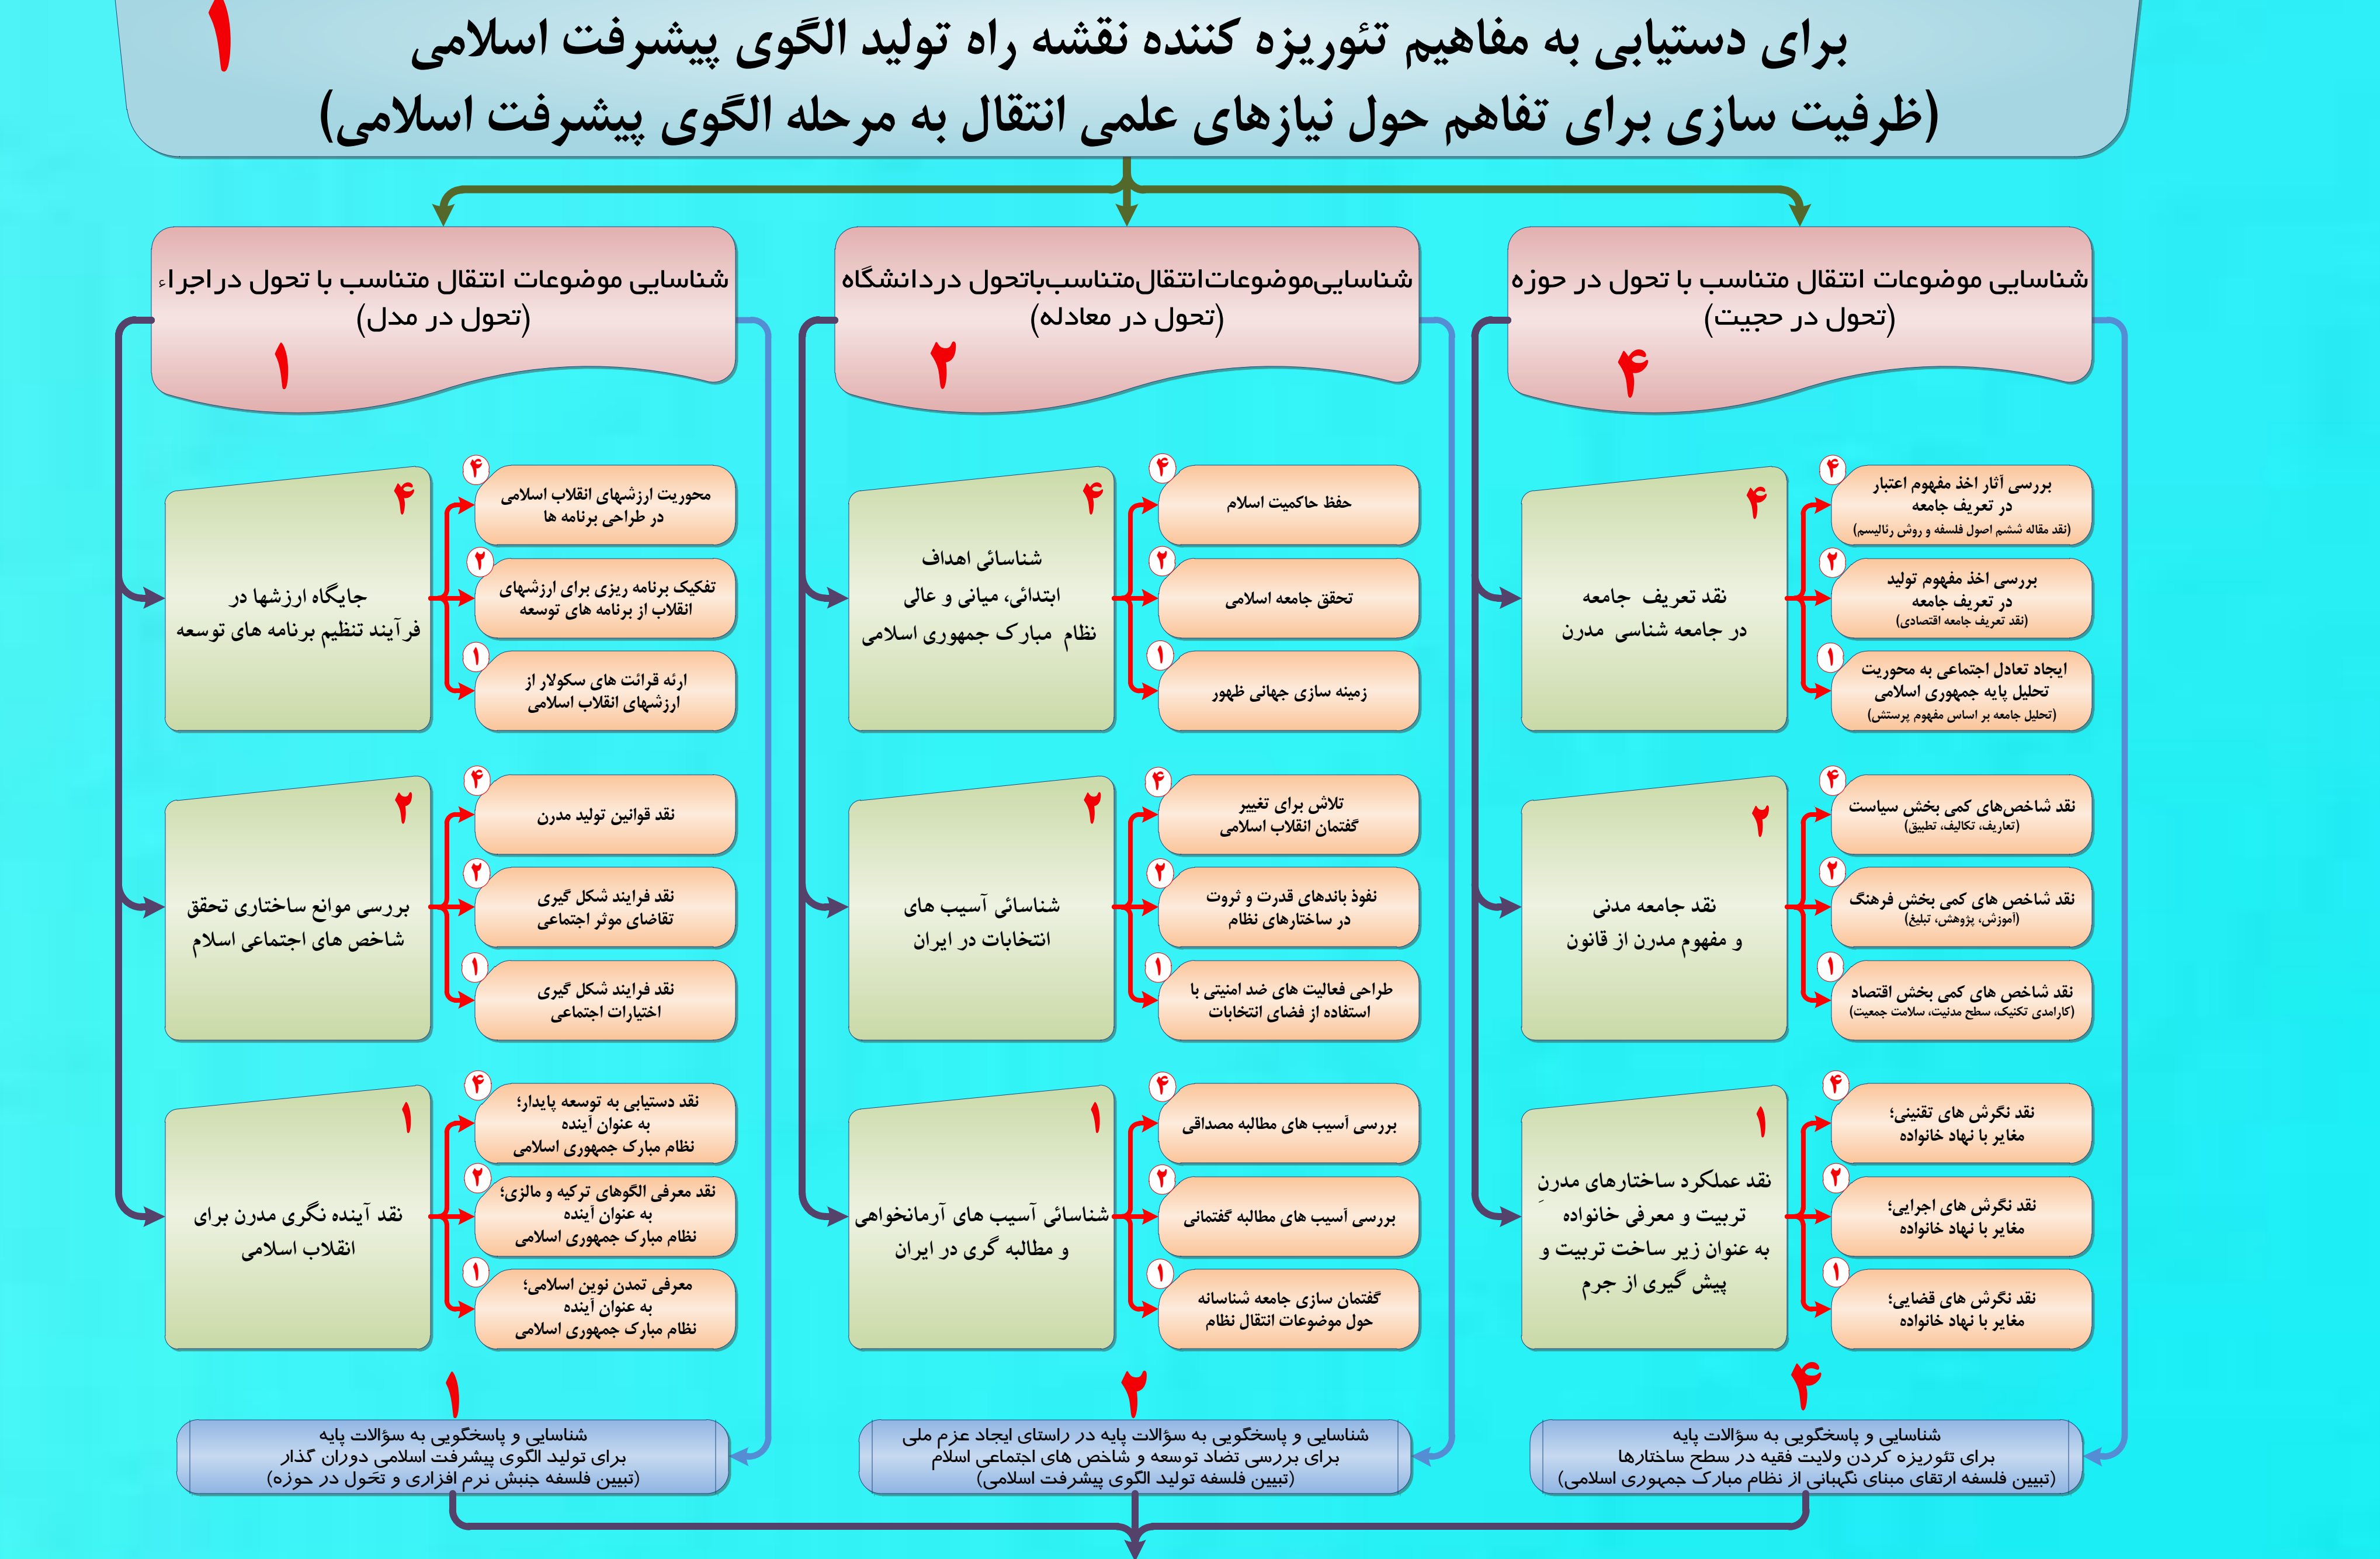 ۱
برای دستیابی به مفاهیم تئوریزه کننده نقشه راه تولید الگوی پیشرفت اسلامی
(ظرفیت سازی برای تفاهم حول نیازهای علمی انتقال به مرحله الگوی پیشرفت اسلامی)
شناسایی موضوعات انتقال متناسب با تحول در حوزه
(تحول در حجیت)
۴
۴
نقد تعریف جامعه
در جامعه شناسی مدرن
۴
بررسی آثار اخذ مفهوم اعتبار
در تعریف جامعه
(نقد مقاله ششم اصول فلسفه و روش رئالیسم)
۲
بررسی اخذ مفهوم تولید
در تعریف جامعه
(نقد تعریف جامعه اقتصادی)
۱
ایجاد تعادل اجتماعی به محوریت
تحلیل پایه جمهوری اسلامی
(تحلیل جامعه بر اساس مفهوم پرستش)
۲
نقد جامعه مدنی
و مفهوم مدرن از قانون
۴
نقد شاخص‌های کمی بخش سیاست
(تعاریف، تکالیف، تطبیق)
۲
نقد شاخص های کمی بخش فرهنگ
(آموزش، پژوهش، تبلیغ)
۱
نقد شاخص های کمی بخش اقتصاد
(کارامدی تکنیک، سطح مدنیت، سلامت جمعیت)
۱
نقد عملکرد ساختارهای مدرنِ
تربیت و معرفی خانواده
به عنوان زیر ساخت تربیت و
پیش گیری از جرم
۴
نقد نگرش های تقنینی؛
مغایر با نهاد خانواده
۲
نقد نگرش های اجرایی؛
مغایر با نهاد خانواده
۱
نقد نگرش های قضایی؛
مغایر با نهاد خانواده
۴
شناسایی و پاسخگویی به سؤالات پایه
برای تئوریزه کردن ولایت فقیه در سطح ساختارها
(تبیین فلسفه ارتقای مبنای نگهبانی از نظام مبارک جمهوری اسلامی)
شناسایی موضوعات انتقال متناسب با تحول در دانشگاه
(تحول در معادله)
۲
۴
شناسائی اهداف
ابتدائی، میانی و عالی
نظام مبارک جمهوری اسلامی
۴
حفظ حاکمیت اسلام
۲
تحقق جامعه اسلامی
۱
زمینه سازی جهانی ظهور
۲
شناسائی آسیب های
انتخابات در ایران
۴
تلاش برای تغییر
گفتمان انقلاب اسلامی
۲
نفوذ باندهای قدرت و ثروت
در ساختارهای نظام
۱
طراحی فعالیت های ضد امنیتی با
استفاده از فضای انتخابات
۱
شناسائی آسیب های آرمانخواهی
و مطالبه گری در ایران
۴
بررسی آسیب های مطالبه مصداقی
۲
بررسی آسیب های مطالبه گفتمانی
۱
گفتمان سازی جامعه شناسانه
حول موضوعات انتقال نظام
۲
شناسایی و پاسخگویی به سؤالات پایه در راستای ایجاد عزم ملی
برای بررسی تضاد توسعه و شاخص های اجتماعی اسلام
(تبیین فلسفه تولید الگوی پیشرفت اسلامی)
شناسایی موضوعات انتقال متناسب با تحول در اجراء
(تحول در مدل)
۱
۴
جایگاه ارزشها در
فرآیند تنظیم برنامه های توسعه
۴
محوریت ارزشهای انقلاب اسلامی
در طراحی برنامه ها
۲
تفکیک برنامه ریزی برای ارزشهای
انقلاب از برنامه های توسعه
۱
ارئه قرائت های سکولار از
ارزشهای انقلاب اسلامی
۲
بررسی موانع ساختاری تحقق
شاخص های اجتماعی اسلام
۴
نقد قوانین تولید مدرن
۲
نقد فرایند شکل گیری
تقاضای موثر اجتماعی
۱
نقد فرایند شکل گیری
اختیارات اجتماعی
۱
نقد آینده نگری مدرن برای
انقلاب اسلامی
۴
نقد دستیابی به توسعه پایدار؛
به عنوان آینده
نظام مبارک جمهوری اسلامی
۲
نقد معرفی الگوهای ترکیه و مالزی؛
به عنوان آینده
نظام مبارک جمهوری اسلامی
۱
معرفی تمدن نوین اسلامی؛
به عنوان آینده
نظام مبارک جمهوری اسلامی
۱
شناسایی و پاسخگویی به سؤالات پایه
برای تولید الگوی پیشرفت اسلامی دوران گذار
(تبیین فلسفه جنبش نرم افزاری و تحّول در حوزه)